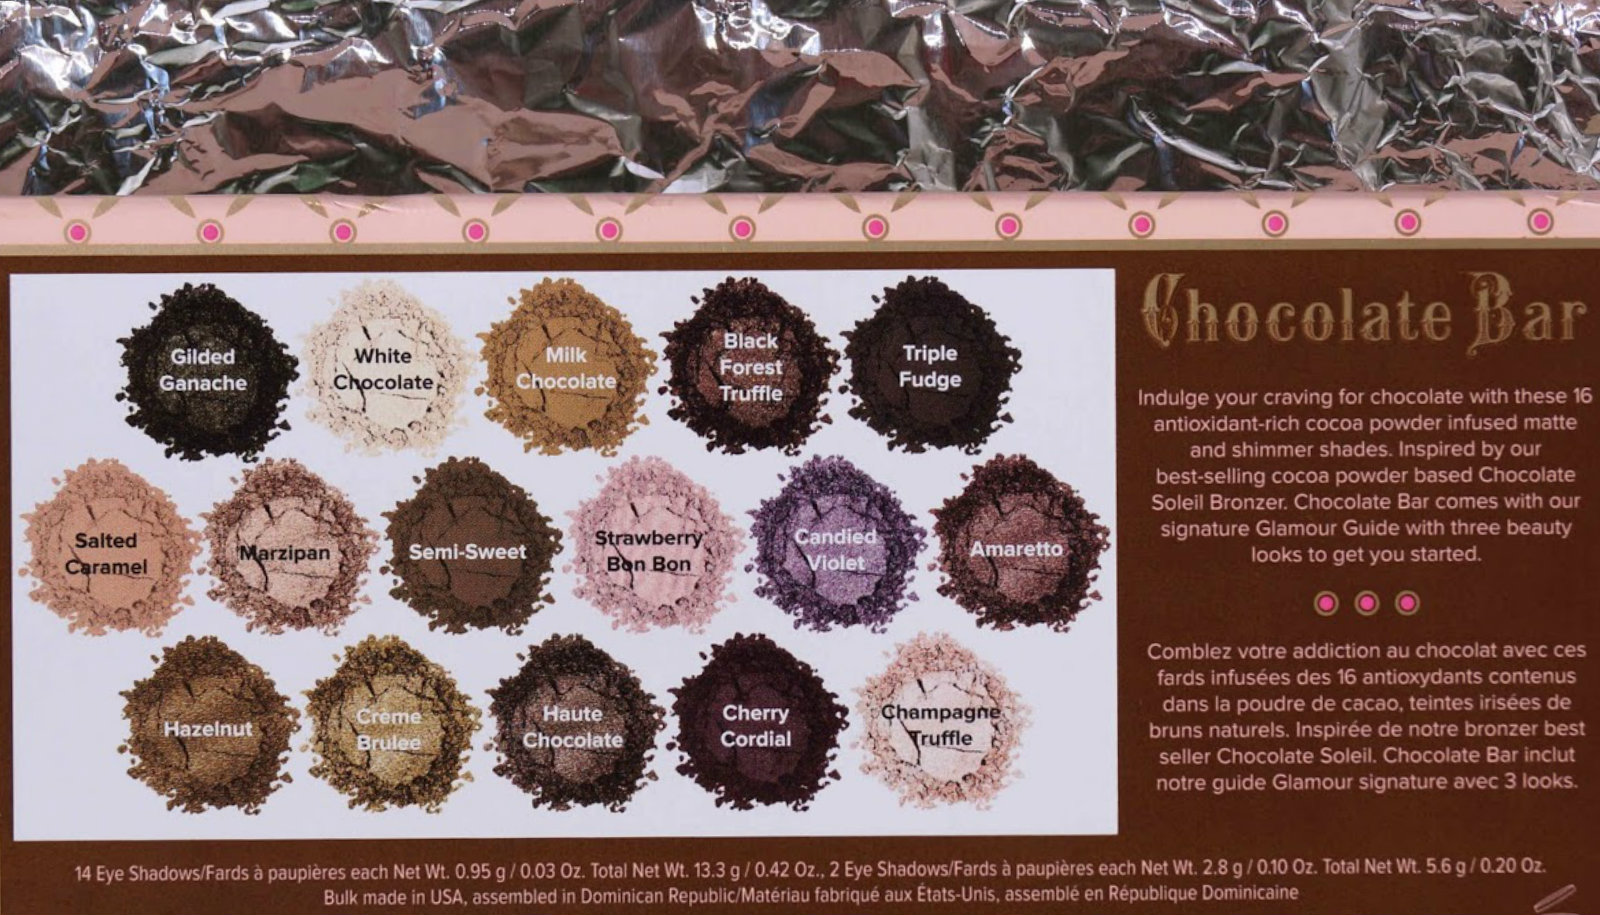 Gilded
Ganache
White
Chocolate
Milk
Chocolate
Black
Forest
Truffle
Triple
Fudge
Salted
Caramel
Marzipan
Semi-Sweet
Strawberry
Bon Bon
Candied
Violet
Amaretto
Hazelnut
Crème
Brulee
Haute
Chocolate
Cherry
Cordial
Champagne
Truffle
Chocolate Bar
Indulge your craving for chocolate with these 16
antioxidant-rich cocoa powder infused matte
and shimmer shades. Inspired by our
best-selling cocoa powder based Chocolate
Soleil Bronzer. Chocolate Bar comes with our
signature Glamour Guide with three beauty
looks to get you started.
Comblez votre addiction au chocolat avec ces
fards infusées des 16 antioxydants contenus
dans la poudre de cacao, teintes irisées de
bruns naturels. Inspirée de notre bronzer best
seller Chocolate Soleil. Chocolate Bar inclut
notre guide Glamour signature avec 3 looks.
14 Eye Shadows/Fards à paupières each Net Wt. 0.95 g / 0.03 Oz. Total Net Wt. 13.3 g / 0.42 Oz., 2 Eye Shadows/Fards à paupières each Net Wt. 2.8 g / 0.10 Oz. Total Net Wt. 5.6 g / 0.20 Oz.
Bulk made in USA, assembled in Dominican Republic/Matériau fabriqué aux États-Unis, assemblé en République Dominicaine